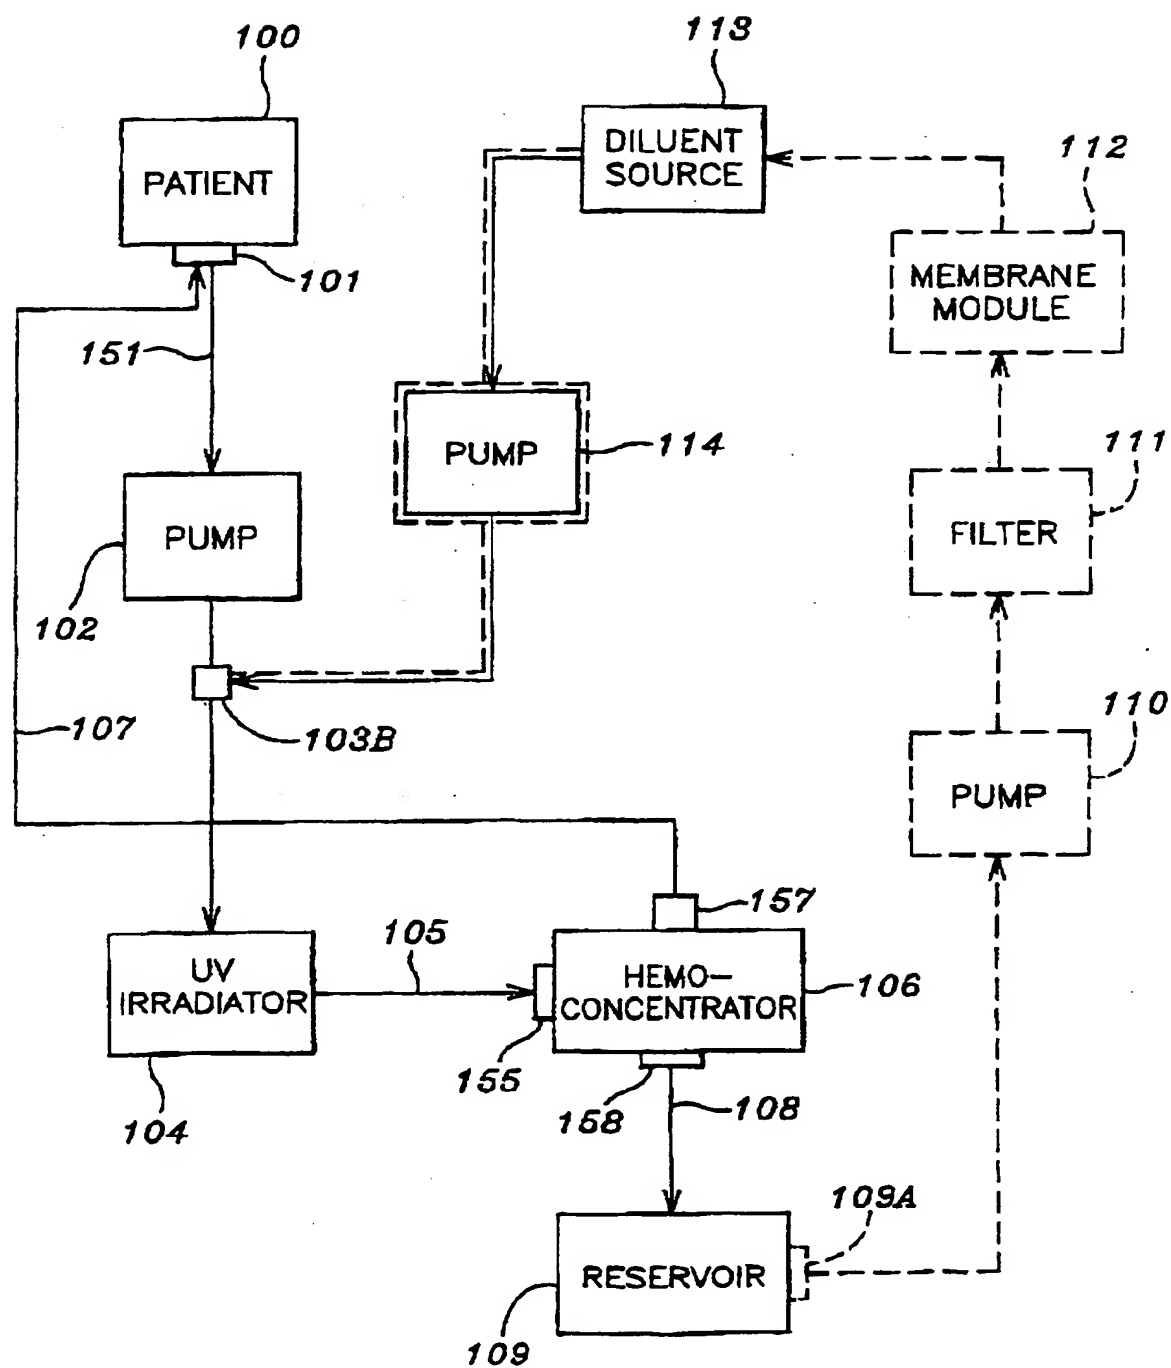 100
113
PATIENT
DILUENT
SOURCE
112
101
MEMBRANE
MODULE
151
PUMP
114
111
PUMP
FILTER
102
107
103B
110
PUMP
157
UV
IRRADIATOR
105
HEMO-
CONCENTRATOR
106
155
158
108
104
109A
RESERVOIR
109